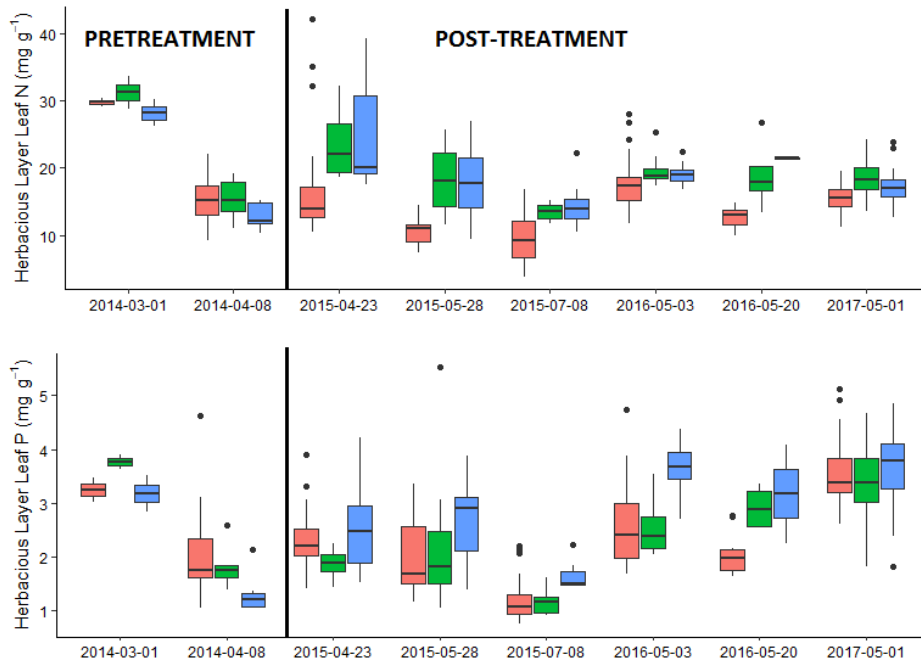 PRETREATMENT
POST-TREATMENT
Herbacious Layer Leaf N (mg g⁻¹)
40
30
20
10
2014-03-01 2014-04-08 2015-04-23 2015-05-28 2015-07-08 2016-05-03 2016-05-20 2017-05-01
Herbacious Layer Leaf P (mg g⁻¹)
5
4
3
2
1
2014-03-01 2014-04-08 2015-04-23 2015-05-28 2015-07-08 2016-05-03 2016-05-20 2017-05-01